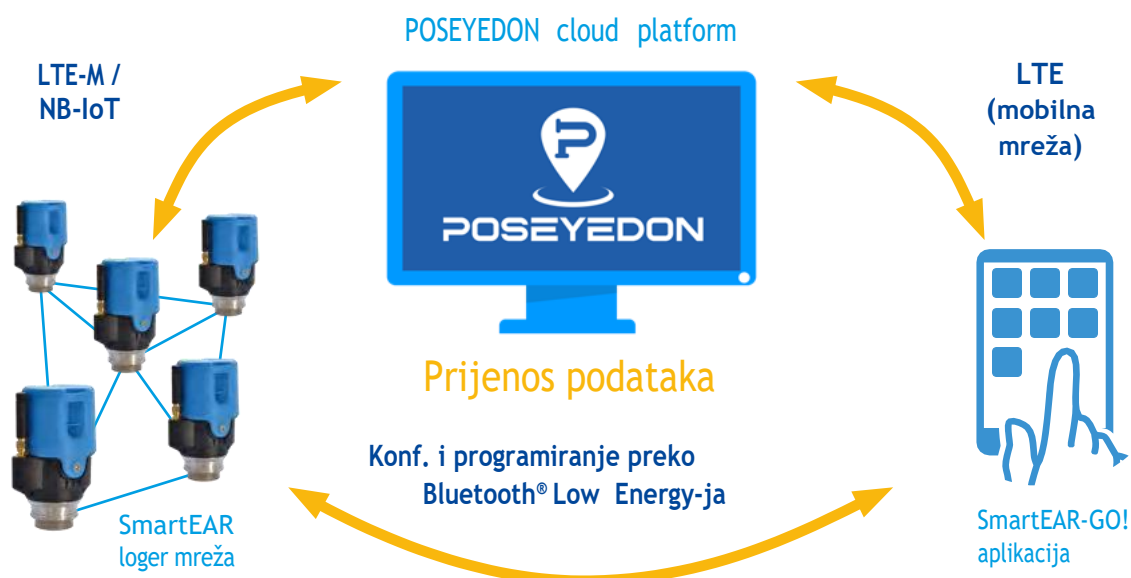 POSEYEDON cloud platform
LTE-M /
NB-IoT
LTE
(mobilna
mreža)
P
POSEYEDON
Prijenos podataka
Konf. i programiranje preko
Bluetooth® Low Energy-ja
SmartEAR
loger mreža
SmartEAR-GO!
aplikacija